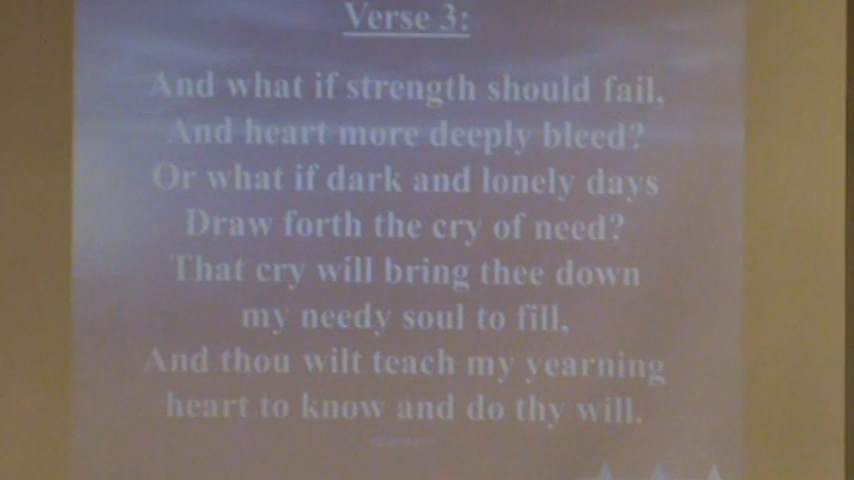 Verse 3:
And what if strength should fail,
And heart more deeply bleed?
Or what if dark and lonely days
Draw forth the cry of need?
That cry will bring thee down
my needy soul to fill,
And thou wilt teach my yearning
heart to know and do thy will.